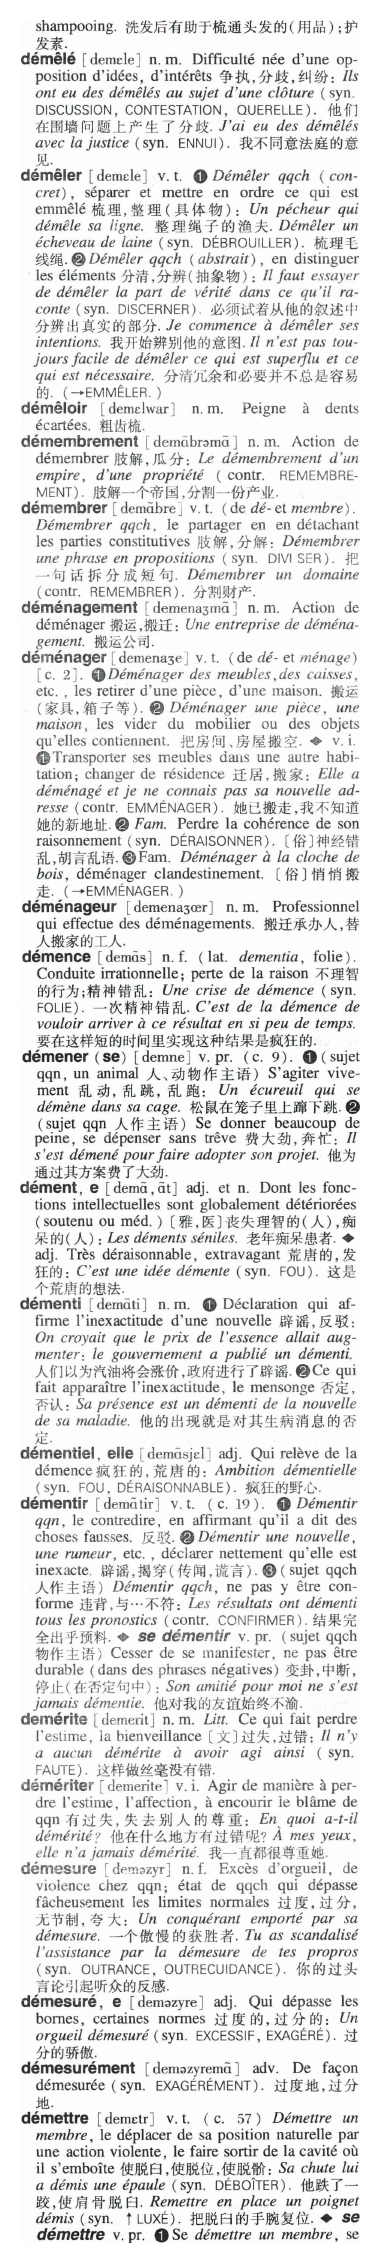 shampooing. 洗发后有助于梳通头发的(用品);护
发素.
démêlé [demɛle] n. m. Difficulté née d'une op-
position d'idées, d'intérêts 争执,分歧,纠纷: Ils
ont eu des démêlés au sujet d'une clôture (syn.
DISCUSSION, CONTESTATION, QUERELLE). 他们
在围墙问题上产生了分歧. J'ai eu des démêlés
avec la justice (syn. ENNUI). 我不同意法庭的意
见.
démêler [demɛle] v. t. ❶ Démêler qqch (con-
cret), séparer et mettre en ordre ce qui est
emmêlé 梳理,整理(具体物): Un pécheur qui
démêle sa ligne. 整理绳子的渔夫. Démêler un
écheveau de laine (syn. DÉBROUILLER). 梳理毛
线绳. ❷ Démêler qqch (abstrait), en distinguer
les éléments 分清,分辨(抽象物): Il faut essayer
de démêler la part de vérité dans ce qu'il ra-
conte (syn. DISCERNER). 必须试着从他的叙述中
分辨出真实的部分. Je commence à démêler ses
intentions. 我开始辨别他的意图. Il n'est pas tou-
jours facile de démêler ce qui est superflu et ce
qui est nécessaire. 分清冗余和必要并不总是容易
的. (→EMMÊLER. )
démêloir [demɛlwar] n. m. Peigne à dents
écartées. 粗齿梳.
démembrement [demɑ̃brəmɑ̃] n. m. Action de
démembrer 肢解,瓜分: Le démembrement d'un
empire, d'une propriété ( contr. REMEMBRE-
MENT). 肢解一个帝国,分割一份产业.
démembrer [demɑ̃bre] v. t. (de dé- et membre).
Démembrer qqch, le partager en en détachant
les parties constitutives 肢解,分解: Démembrer
une phrase en propositions (syn. DIVI SER). 把
一句话拆分成短句. Démembrer un domaine
(contr. REMEMBRER). 分割财产.
déménagement [demenaʒmɑ̃] n. m. Action de
déménager 搬运,搬迁: Une entreprise de déména-
gement. 搬运公司.
déménager [demenaʒe] v. t. (de dé- et ménage)
[c. 2]. ❶ Déménager des meubles, des caisses,
etc. , les retirer d'une pièce, d'une maison. 搬运
(家具,箱子等). ❷ Déménager une pièce, une
maison, les vider du mobilier ou des objets
qu'elles contiennent. 把房间、房屋搬空. ◆ v. i.
❶ Transporter ses meubles dans une autre habi-
tation; changer de résidence 迁居,搬家: Elle a
déménagé et je ne connais pas sa nouvelle ad-
resse (contr. EMMÉNAGER). 她已搬走,我不知道
她的新地址. ❷ Fam. Perdre la cohérence de son
raisonnement (syn. DÉRAISONNER). 〔俗〕神经错
乱,胡言乱语. ❸ Fam. Déménager à la cloche de
bois, déménager clandestinement. 〔俗〕悄悄搬
走. (→EMMÉNAGER. )
déménageur [demenaʒœr] n. m. Professionnel
qui effectue des déménagements. 搬迁承办人,替
人搬家的工人.
démence [demɑ̃s] n. f. (lat. dementia, folie).
Conduite irrationnelle; perte de la raison 不理智
的行为;精神错乱: Une crise de démence (syn.
FOLIE). 一次精神错乱. C'est de la démence de
vouloir arriver à ce résultat en si peu de temps.
要在这样短的时间里实现这种结果是疯狂的.
démener (se) [demne] v. pr. (c. 9). ❶ (sujet
qqn, un animal 人、动物作主语) S'agiter vive-
ment 乱动,乱跳,乱跑: Un écureuil qui se
démène dans sa cage. 松鼠在笼子里上蹿下跳. ❷
(sujet qqn 人作主语) Se donner beaucoup de
peine, se dépenser sans trêve 费大劲,奔忙: Il
s'est démené pour faire adopter son projet. 他为
通过其方案费了大劲.
dément, e [demɑ̃, ɑ̃t] adj. et n. Dont les fonc-
tions intellectuelles sont globalement détériorées
(soutenu ou méd. ) 〔雅,医〕丧失理智的(人),痴
呆的(人): Les déments séniles. 老年痴呆患者. ◆
adj. Très déraisonnable, extravagant 荒唐的,发
狂的: C'est une idée démente (syn. FOU). 这是
个荒唐的想法.
démenti [demɑ̃ti] n. m. ❶ Déclaration qui af-
firme l'inexactitude d'une nouvelle 辟谣,反驳:
On croyait que le prix de l'essence allait aug-
menter: le gouvernement a publié un démenti.
人们以为汽油将会涨价,政府进行了辟谣. ❷ Ce qui
fait apparaître l'inexactitude, le mensonge 否定,
否认: Sa présence est un démenti de la nouvelle
de sa maladie. 他的出现就是对其生病消息的否
定.
démentiel, elle [demɑ̃sjɛl] adj. Qui relève de la
démence 疯狂的,荒唐的: Ambition démentielle
(syn. FOU, DÉRAISONNABLE). 疯狂的野心.
démentir [demɑ̃tir] v. t. (c. 19). ❶ Démentir
qqn, le contredire, en affirmant qu'il a dit des
choses fausses. 反驳. ❷ Démentir une nouvelle,
une rumeur, etc. , déclarer nettement qu'elle est
inexacte. 辟谣,揭穿(传闻,谎言). ❸ (sujet qqch
人作主语) Démentir qqch, ne pas y être con-
forme 违背,与…不符: Les résultats ont démenti
tous les pronostics (contr. CONFIRMER). 结果完
全出乎预料. ◆ se démentir v. pr. (sujet qqch
物作主语) Cesser de se manifester, ne pas être
durable (dans des phrases négatives) 变卦,中断,
停止(在否定句中): Son amitié pour moi ne s'est
jamais démentie. 他对我的友谊始终不渝.
demérite [demerit] n. m. Litt. Ce qui fait perdre
l'estime, la bienveillance 〔文〕过失,过错: Il n'y
a aucun démérite à avoir agi ainsi ( syn.
FAUTE). 这样做丝毫没有错.
démériter [demerite] v. i. Agir de manière à per-
dre l'estime, l'affection, à encourir le blâme de
qqn 有过失,失去别人的尊重: En quoi a-t-il
démérité? 他在什么地方有过错呢? À mes yeux,
elle n'a jamais démérité. 我一直都很尊重她.
démesure [deməzyr] n. f. Excès d'orgueil, de
violence chez qqn; état de qqch qui dépasse
fâcheusement les limites normales 过度,过分,
无节制,夸大: Un conquérant emporté par sa
démesure. 一个傲慢的获胜者. Tu as scandalisé
l'assistance par la démesure de tes propros
(syn. OUTRANCE, OUTRECUIDANCE). 你的过头
言论引起听众的反感.
démesuré, e [deməzyre] adj. Qui dépasse les
bornes, certaines normes 过度的,过分的: Un
orgueil démesuré (syn. EXCESSIF, EXAGÉRÉ). 过
分的骄傲.
démesurément [deməzyremɑ̃] adv. De façon
démesurée (syn. EXAGÉRÉMENT). 过度地,过分
地.
démettre [demɛtr] v. t. (c. 57) Démettre un
membre, le déplacer de sa position naturelle par
une action violente, le faire sortir de la cavité où
il s'emboîte 使脱臼,使脱位,使脱骱: Sa chute lui
a démis une épaule (syn. DÉBOÎTER). 他跌了一
跤,使肩骨脱臼. Remettre en place un poignet
démis (syn. ↑LUXÉ). 把脱臼的手腕复位. ◆ se
démettre v. pr. ❶ Se démettre un membre, se